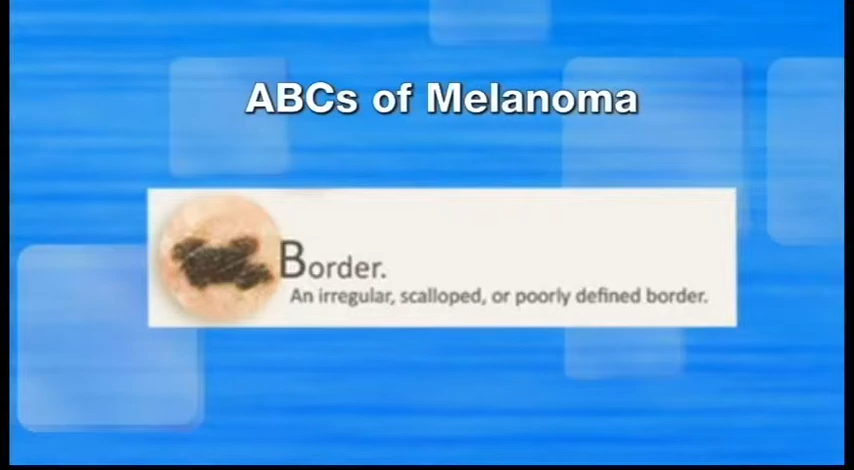 ABCs of Melanoma
Border.
An irregular, scalloped, or poorly defined border.